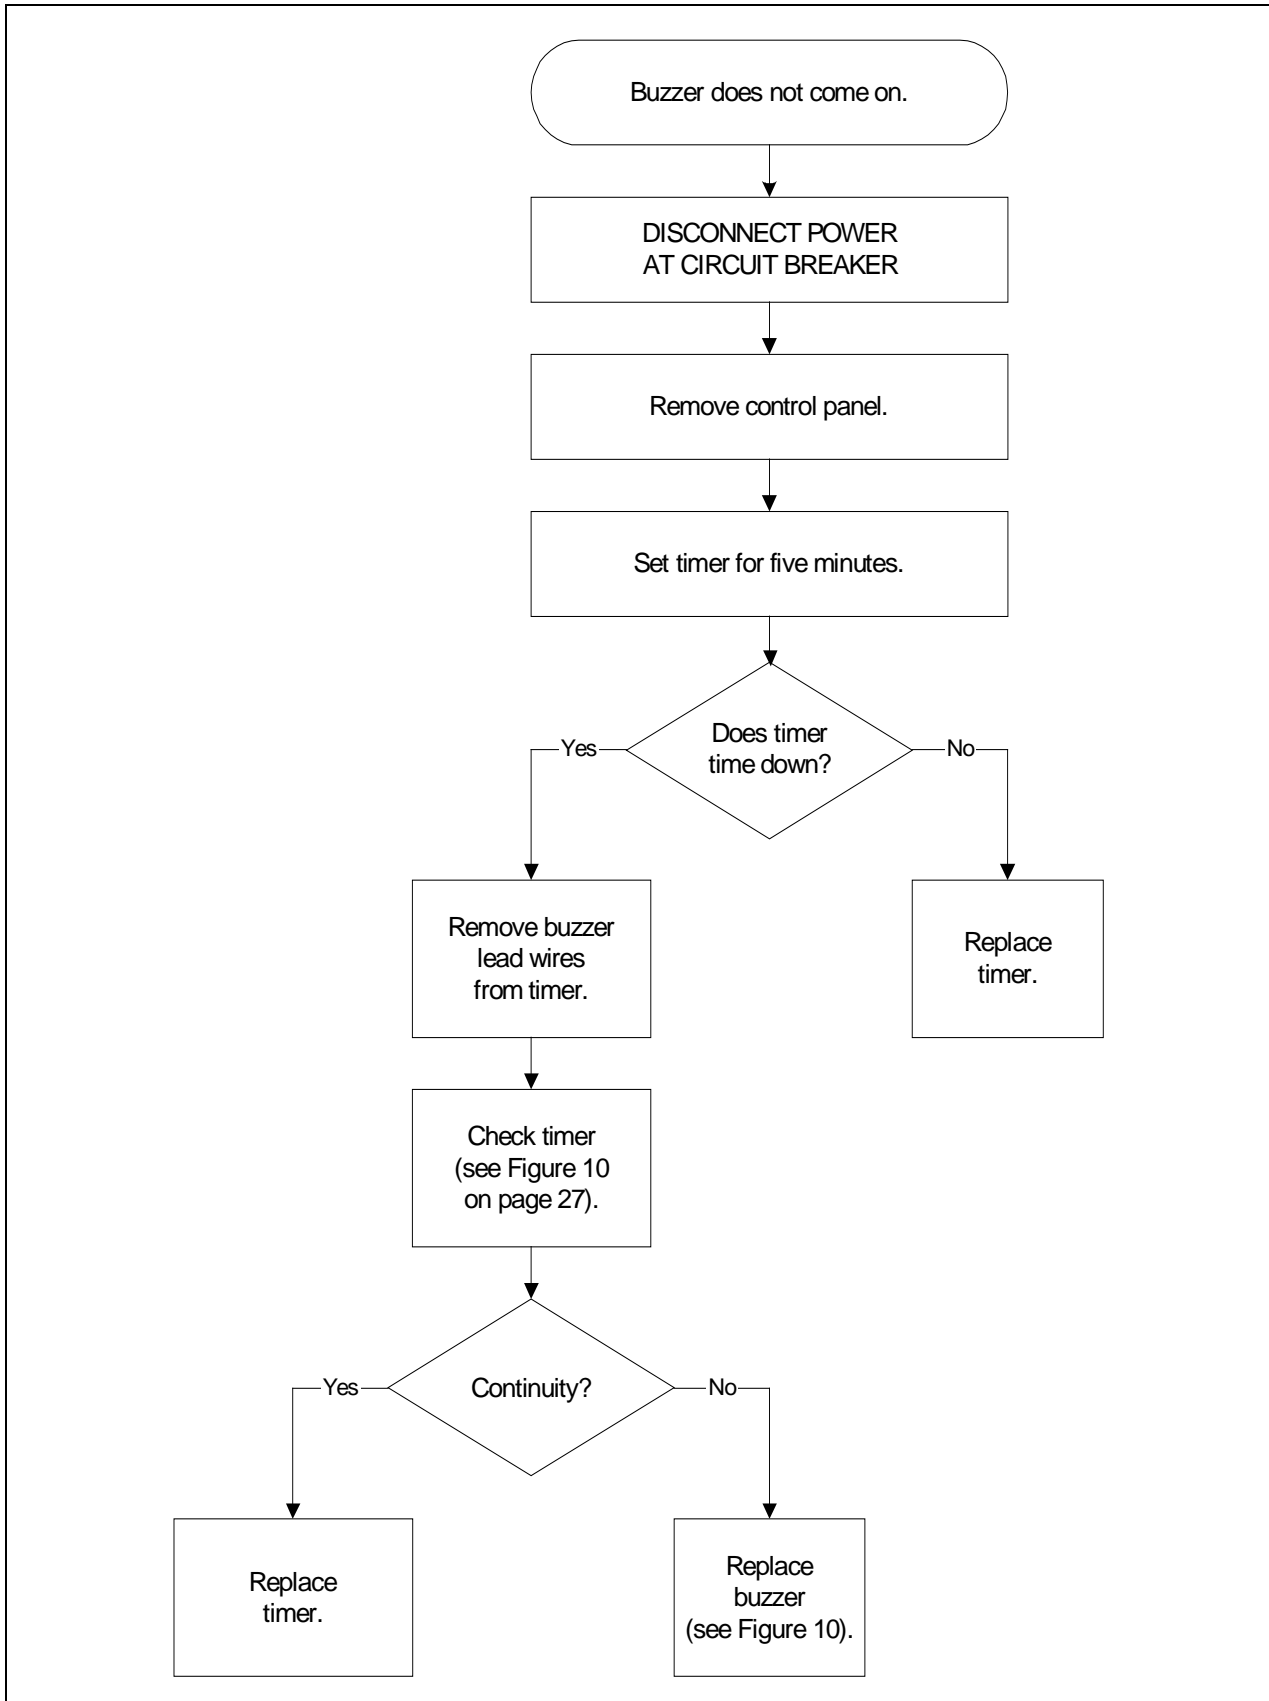 Buzzer does not come on.
DISCONNECT POWER
AT CIRCUIT BREAKER
Remove control panel.
Set timer for five minutes.
Does timer
time down?
Yes
No
Remove buzzer
lead wires
from timer.
Replace
timer.
Check timer
(see Figure 10
on page 27).
Continuity?
Yes
No
Replace
timer.
Replace
buzzer
(see Figure 10).